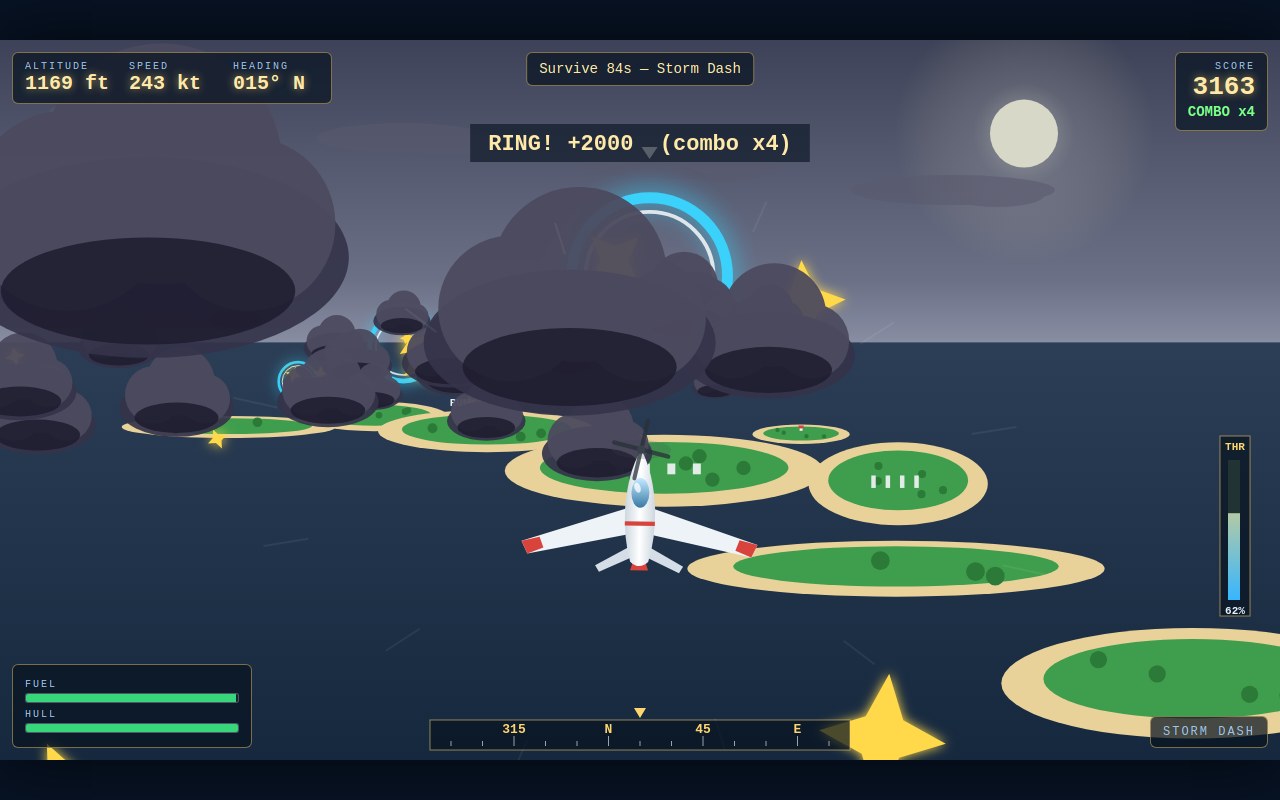 ALTITUDE SPEED HEADING
1169 ft 243 kt 015° N
Survive 84s — Storm Dash
SCORE
3163
COMBO x4
RING! +2000 (combo x4)
THR
62%
FUEL
HULL
315 N 45 E
STORM DASH